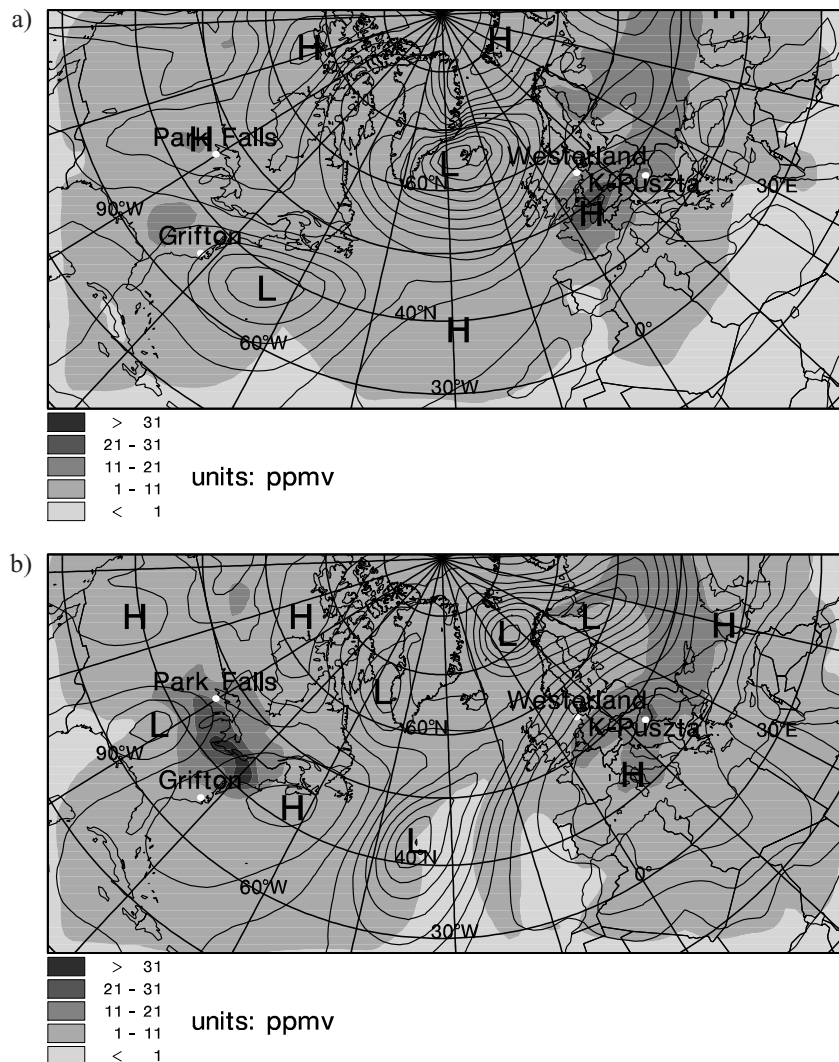 a)
H
H
H
Park Falls
H
Westerland
L
60°N
K-Puszta
30°E
90°W
H
Grifton
L
40°N
H
0°
60°W
30°W
> 31
21 - 31
11 - 21
units: ppmv
1 - 11
< 1
b)
H
H
L
L
H
Park Falls
L
Westerland
L
60°N
K-Puszta
30°E
90°W
H
Grifton
H
L
40°N
0°
60°W
30°W
> 31
21 - 31
11 - 21
units: ppmv
1 - 11
< 1